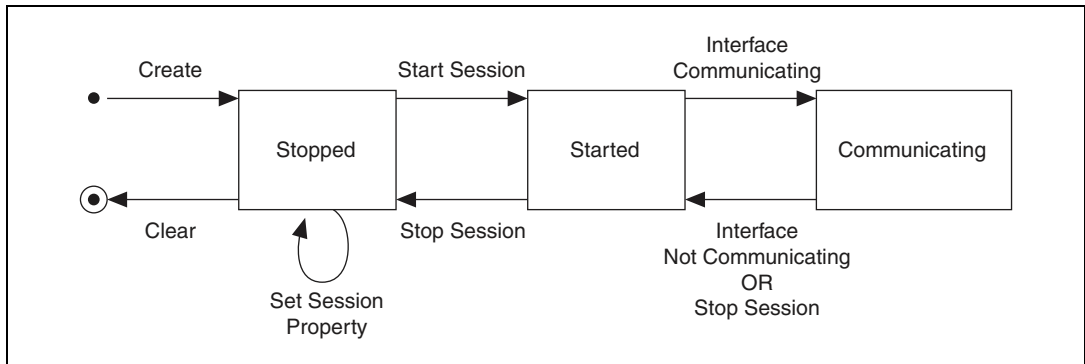 Create
Start Session
Interface
Communicating
Stopped
Started
Communicating
Clear
Stop Session
Interface
Not Communicating
OR
Stop Session
Set Session
Property